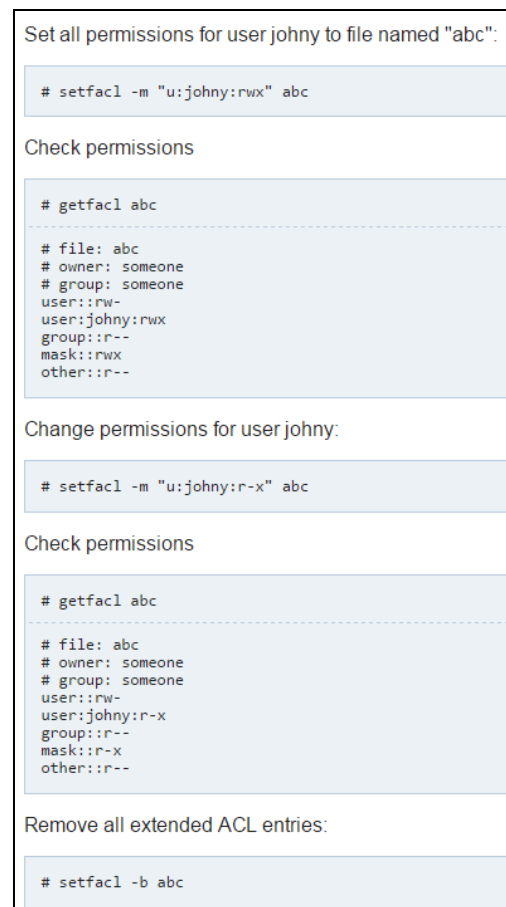 Set all permissions for user johny to file named "abc":
# setfacl -m "u:johny:rwx" abc
Check permissions
# getfacl abc
# file: abc
# owner: someone
# group: someone
user::rw-
user:johny:rwx
group::r--
mask::rwx
other::r--
Change permissions for user johny:
# setfacl -m "u:johny:r-x" abc
Check permissions
# getfacl abc
# file: abc
# owner: someone
# group: someone
user::rw-
user:johny:r-x
group::r--
mask::r-x
other::r--
Remove all extended ACL entries:
# setfacl -b abc